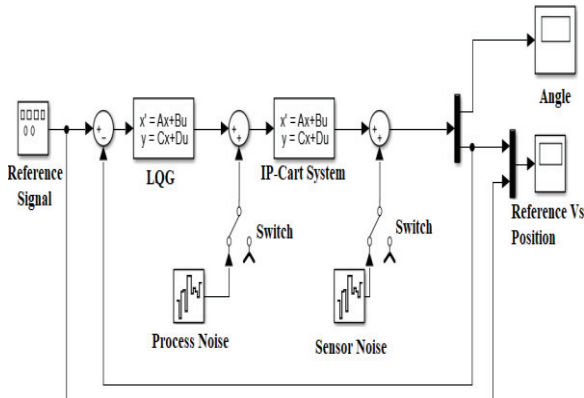 Angle
x' = Ax+Bu
y = Cx+Du
x' = Ax+Bu
y = Cx+Du
Reference
Signal
LQG
IP-Cart System
Reference Vs
Position
Switch
Switch
Process Noise
Sensor Noise